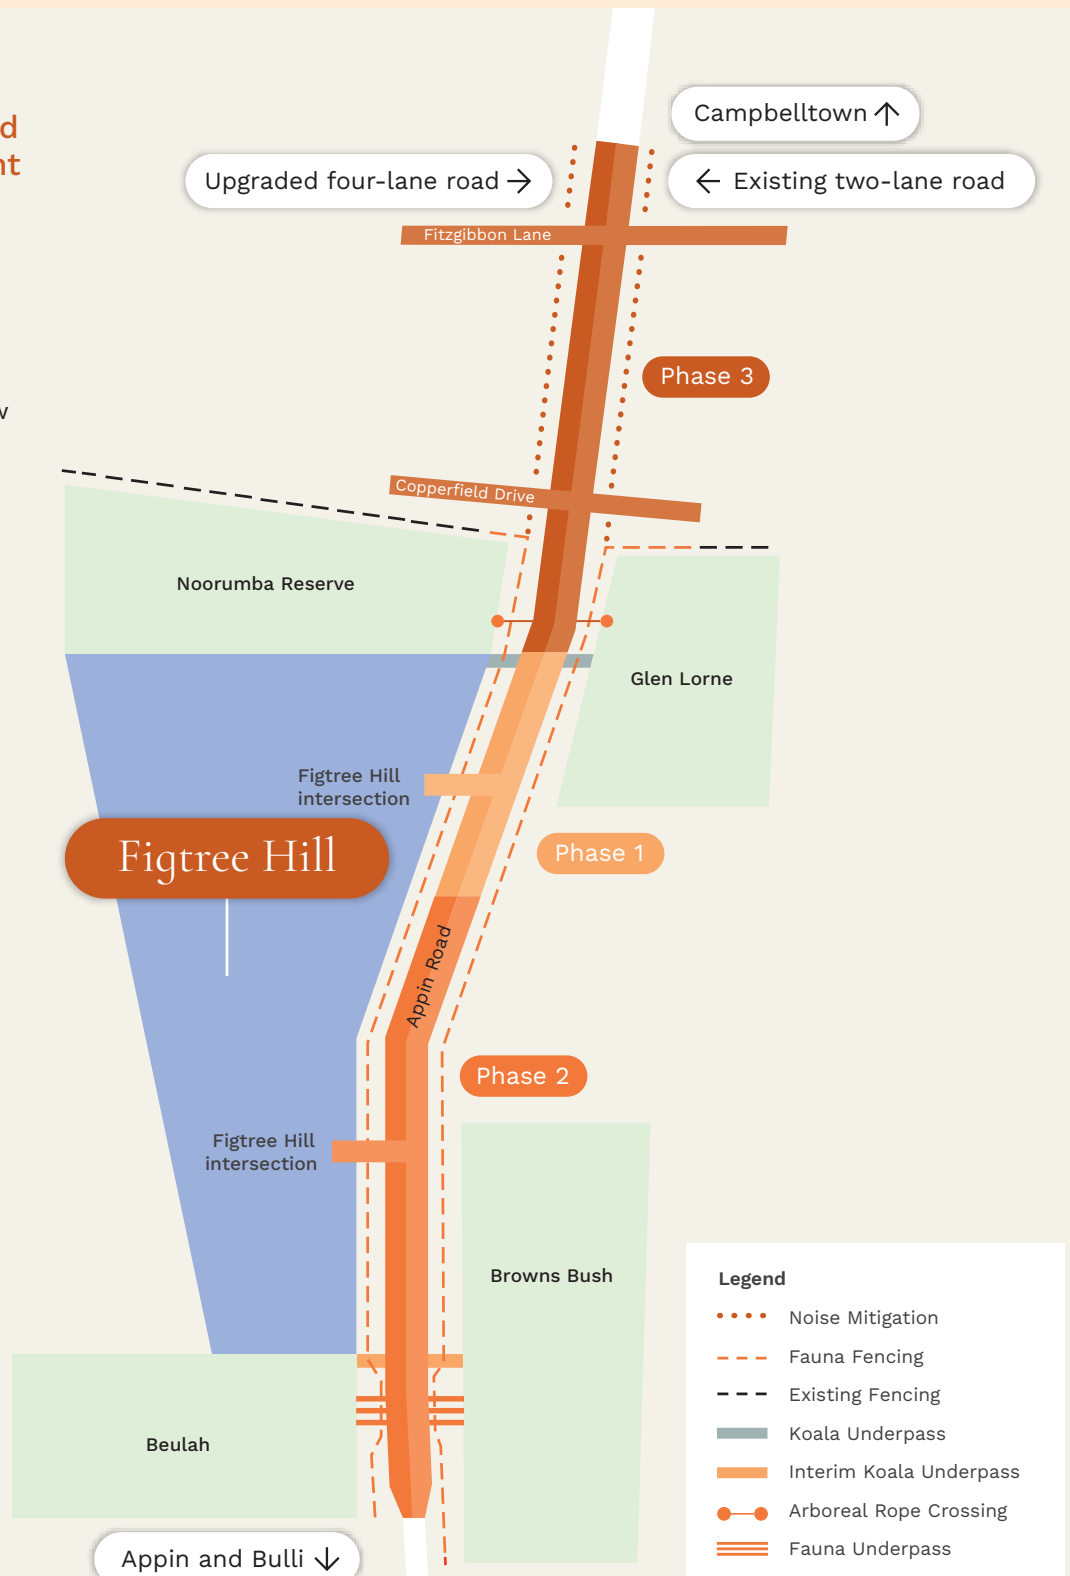 d
nt
w
Campbelltown ↑
Upgraded four-lane road →
← Existing two-lane road
Fitzgibbon Lane
Phase 3
Copperfield Drive
Noorumba Reserve
Glen Lorne
Figtree Hill
intersection
Figtree Hill
Phase 1
Appin Road
Phase 2
Figtree Hill
intersection
Browns Bush
Beulah
Appin and Bulli ↓
Legend
Noise Mitigation
Fauna Fencing
Existing Fencing
Koala Underpass
Interim Koala Underpass
Arboreal Rope Crossing
Fauna Underpass